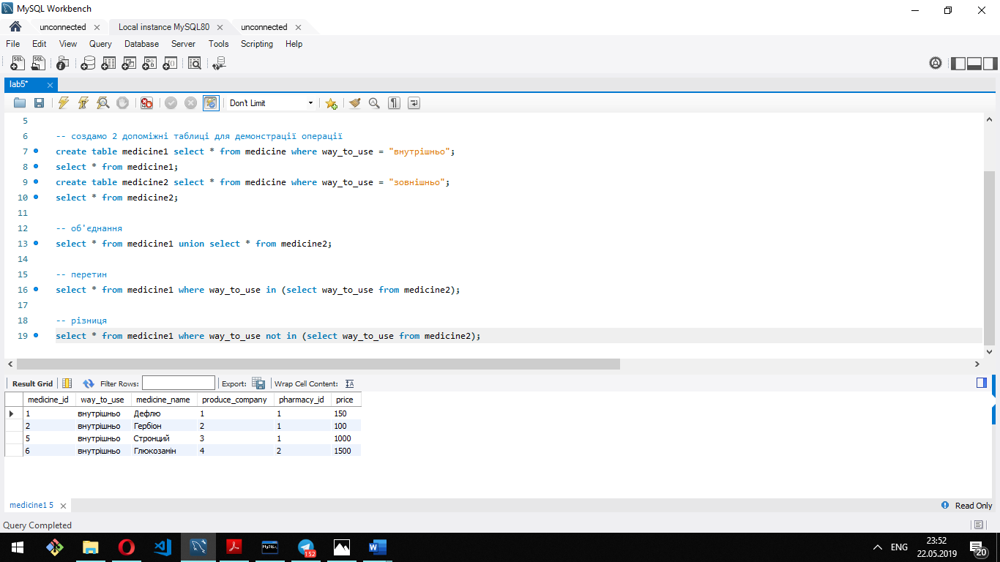 MySQL Workbench
unconnected Local instance MySQL80 unconnected
File Edit View Query Database Server Tools Scripting Help
lab5*
Don't Limit
5
6 -- создамо 2 допоміжні таблиці для демонстрації операції
7 create table medicine1 select * from medicine where way_to_use = "внутрішньо";
8 select * from medicine1;
9 create table medicine2 select * from medicine where way_to_use = "зовнішньо";
10 select * from medicine2;
11
12 -- об'єднання
13 select * from medicine1 union select * from medicine2;
14
15 -- перетин
16 select * from medicine1 where way_to_use in (select way_to_use from medicine2);
17
18 -- різниця
19 select * from medicine1 where way_to_use not in (select way_to_use from medicine2);
Result Grid Filter Rows: Export: Wrap Cell Content:
medicine_id way_to_use medicine_name produce_company pharmacy_id price
1 внутрішньо Дефлю 1 1 150
2 внутрішньо Гербіон 2 1 100
5 внутрішньо Стронций 3 1 1000
6 внутрішньо Глюкозамін 4 2 1500
medicine1 5 Read Only
Query Completed
152
ENG
23:52
22.05.2019
20